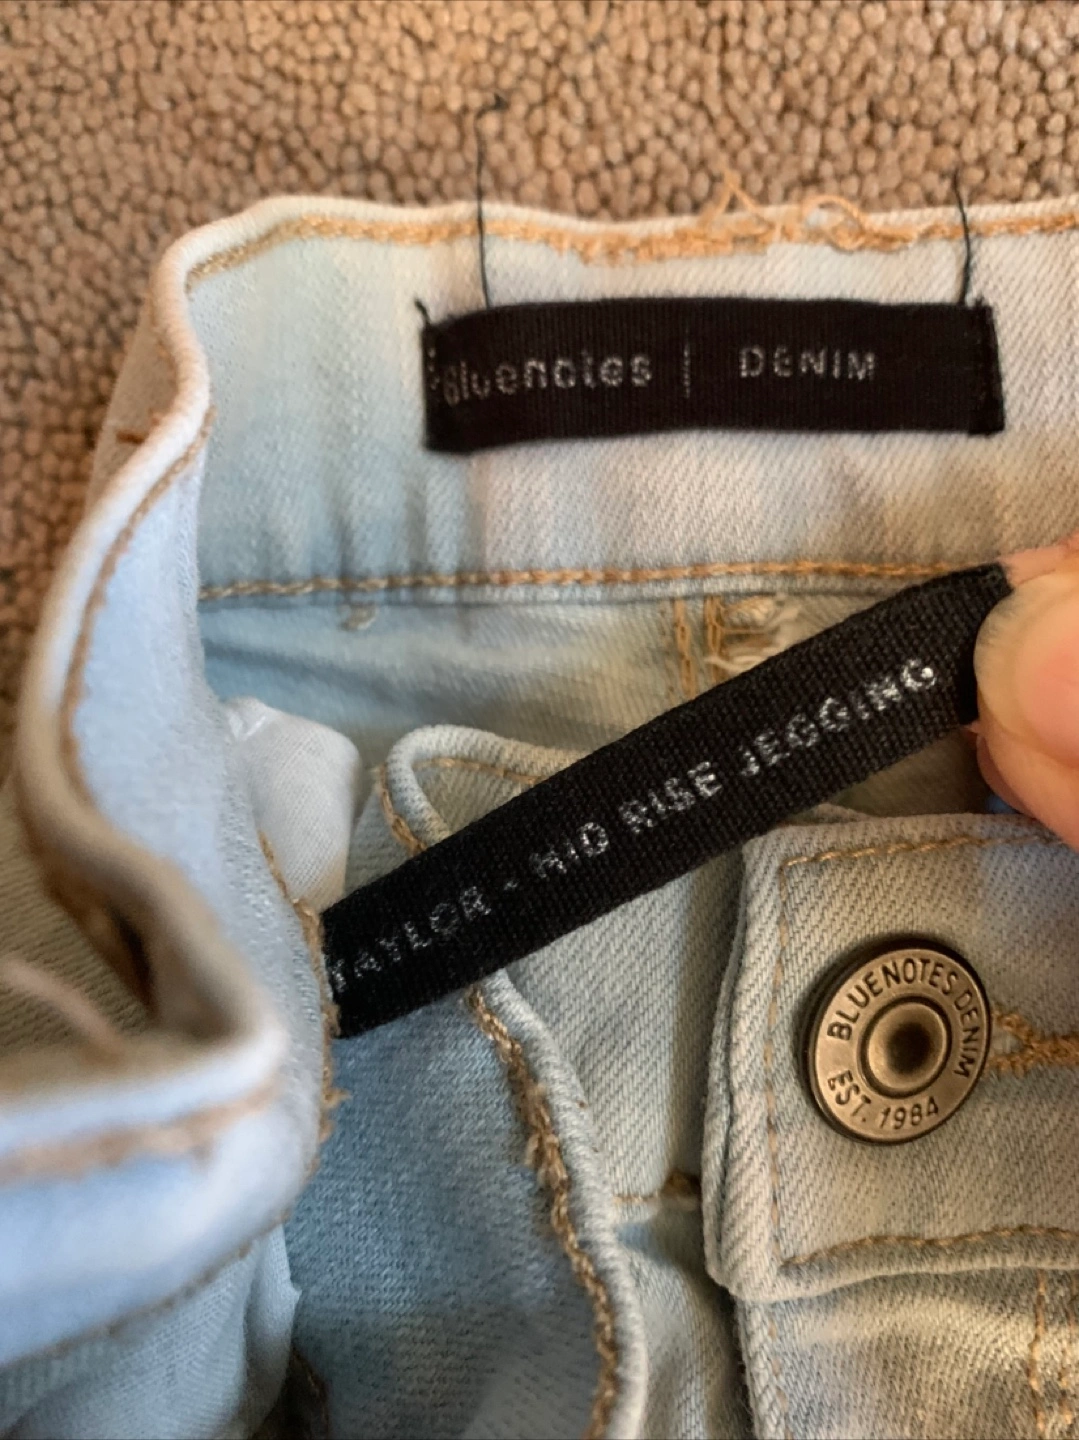 Bluenotes | DENIM
TAYLOR - MID RISE JEGGING
BLUENOTES DENIM
EST. 1984